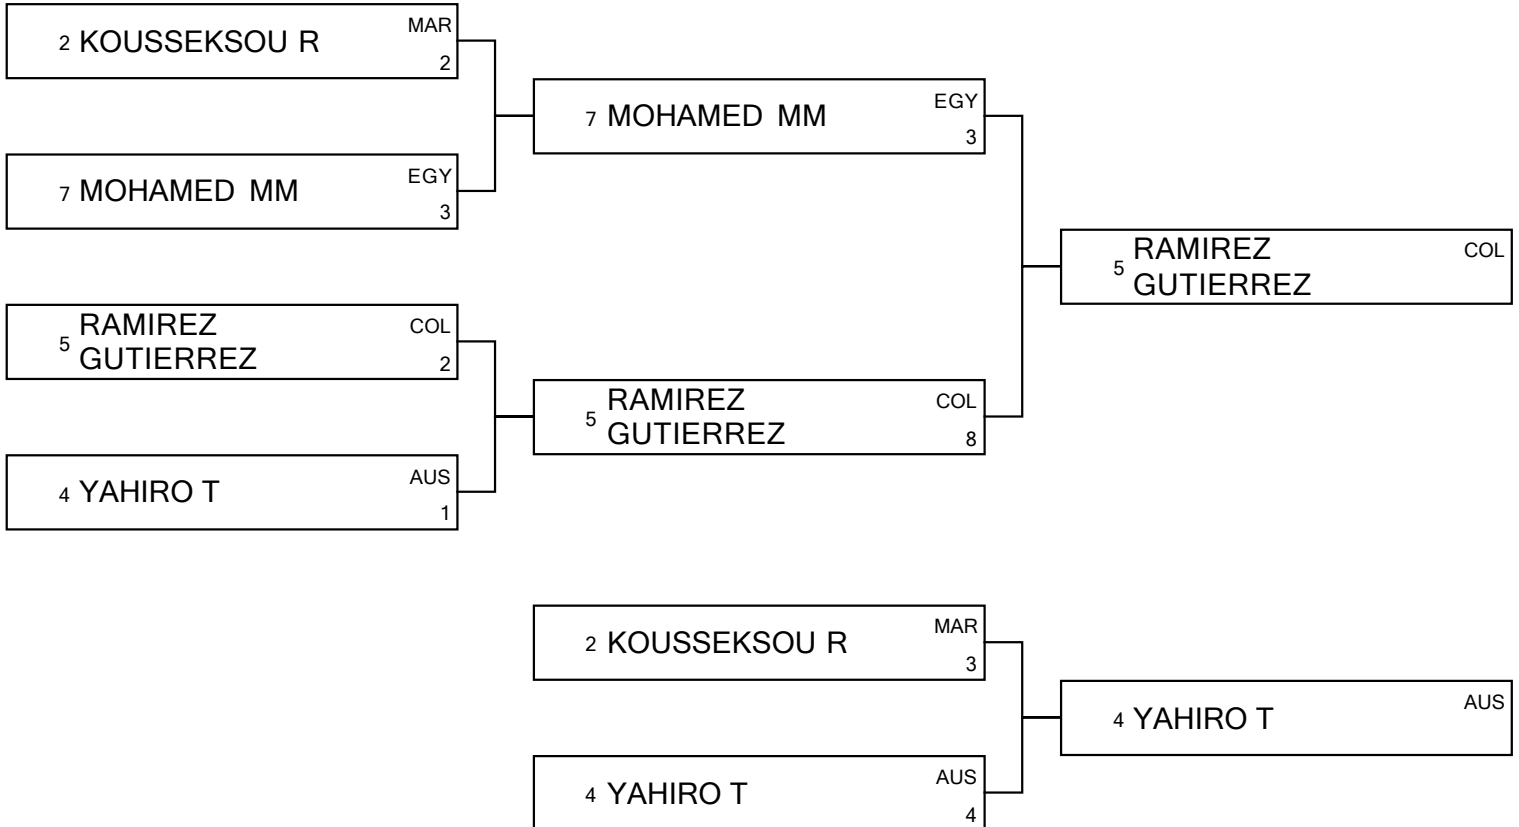 2 KOUSSEKSOU R MAR
2
7 MOHAMED MM EGY
3
7 MOHAMED MM EGY
3
5 RAMIREZ GUTIERREZ COL
2
4 YAHIRO T AUS
1
5 RAMIREZ GUTIERREZ COL
8
5 RAMIREZ GUTIERREZ COL
2 KOUSSEKSOU R MAR
3
4 YAHIRO T AUS
4
4 YAHIRO T AUS